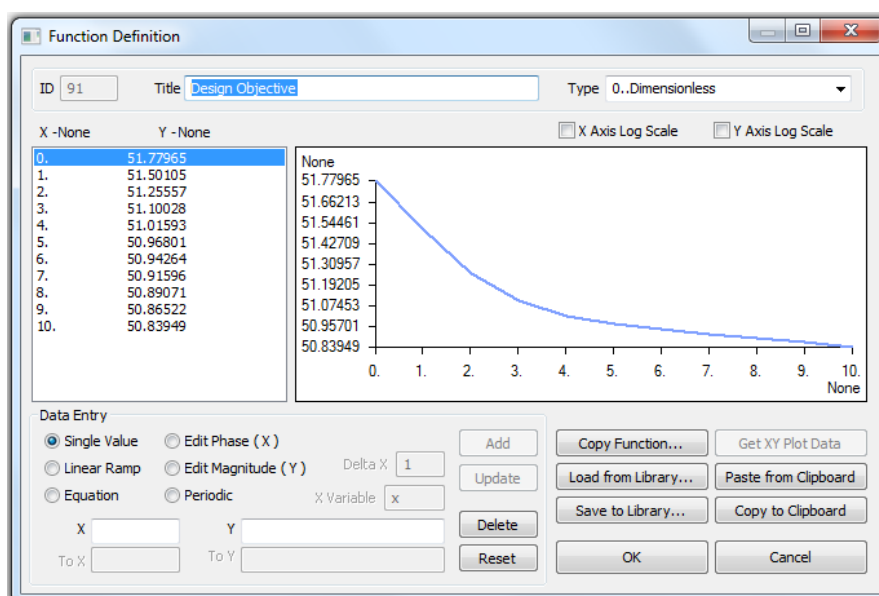 Function Definition
ID 91 Title Design Objective Type 0..Dimensionless
X -None Y -None X Axis Log Scale Y Axis Log Scale
0. 51.77965
1. 51.50105
2. 51.25557
3. 51.10028
4. 51.01593
5. 50.96801
6. 50.94264
7. 50.91596
8. 50.89071
9. 50.86522
10. 50.83949
None
51.77965
51.66213
51.54461
51.42709
51.30957
51.19205
51.07453
50.95701
50.83949
0. 1. 2. 3. 4. 5. 6. 7. 8. 9. 10.
None
Data Entry
Single Value Edit Phase ( X ) Add Copy Function... Get XY Plot Data
Linear Ramp Edit Magnitude ( Y ) Delta X 1 Update Load from Library... Paste from Clipboard
Equation Periodic X Variable x Save to Library... Copy to Clipboard
X Y Delete
To X To Y Reset OK Cancel